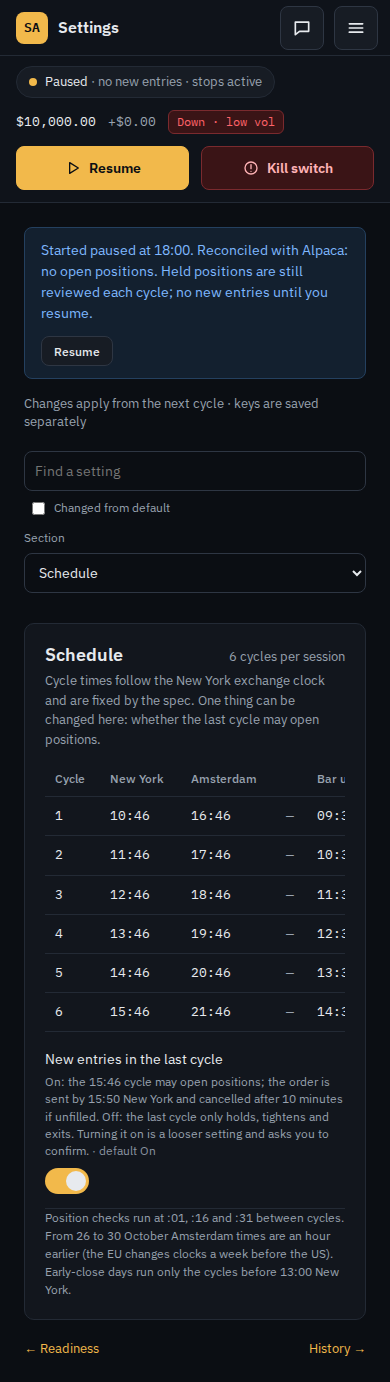 SA Settings
Paused · no new entries · stops active
$10,000.00 +$0.00 Down · low vol
Resume Kill switch
Started paused at 18:00. Reconciled with Alpaca:
no open positions. Held positions are still
reviewed each cycle; no new entries until you
resume.
Resume
Changes apply from the next cycle · keys are saved
separately
Find a setting
Changed from default
Section
Schedule
Schedule 6 cycles per session
Cycle times follow the New York exchange clock
and are fixed by the spec. One thing can be
changed here: whether the last cycle may open
positions.
Cycle New York Amsterdam Bar
1 10:46 16:46 —
2 11:46 17:46 —
3 12:46 18:46 —
4 13:46 19:46 —
5 14:46 20:46 —
6 15:46 21:46 —
New entries in the last cycle
On: the 15:46 cycle may open positions; the order is
sent by 15:50 New York and cancelled after 10 minutes
if unfilled. Off: the last cycle only holds, tightens and
exits. Turning it on is a looser setting and asks you to
confirm. · default On
Position checks run at :01, :16 and :31 between cycles.
From 26 to 30 October Amsterdam times are an hour
earlier (the EU changes clocks a week before the US).
Early-close days run only the cycles before 13:00 New
York.
← Readiness History →